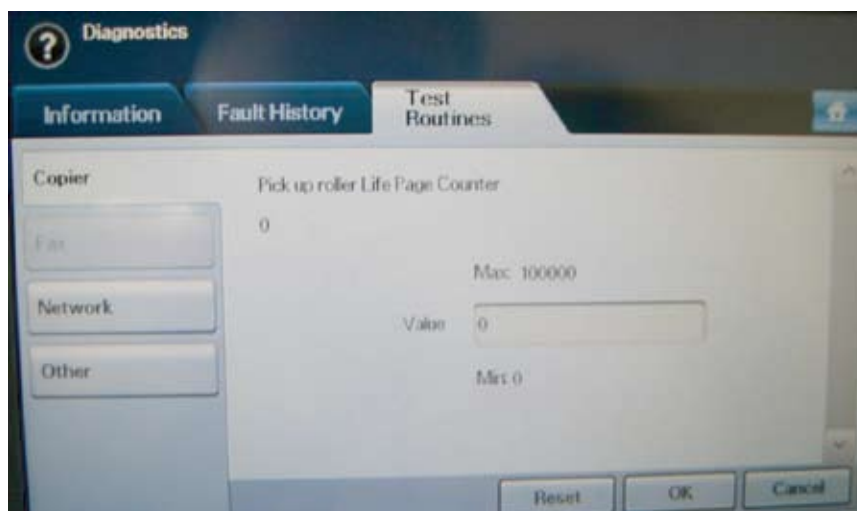 ?
Diagnostics
Information
Fault History
Test
Routines
Copier
Pick up roller Life Page Counter
0
Fax
Max: 100000
Network
Value 0
Other
Min: 0
Reset
OK
Cancel